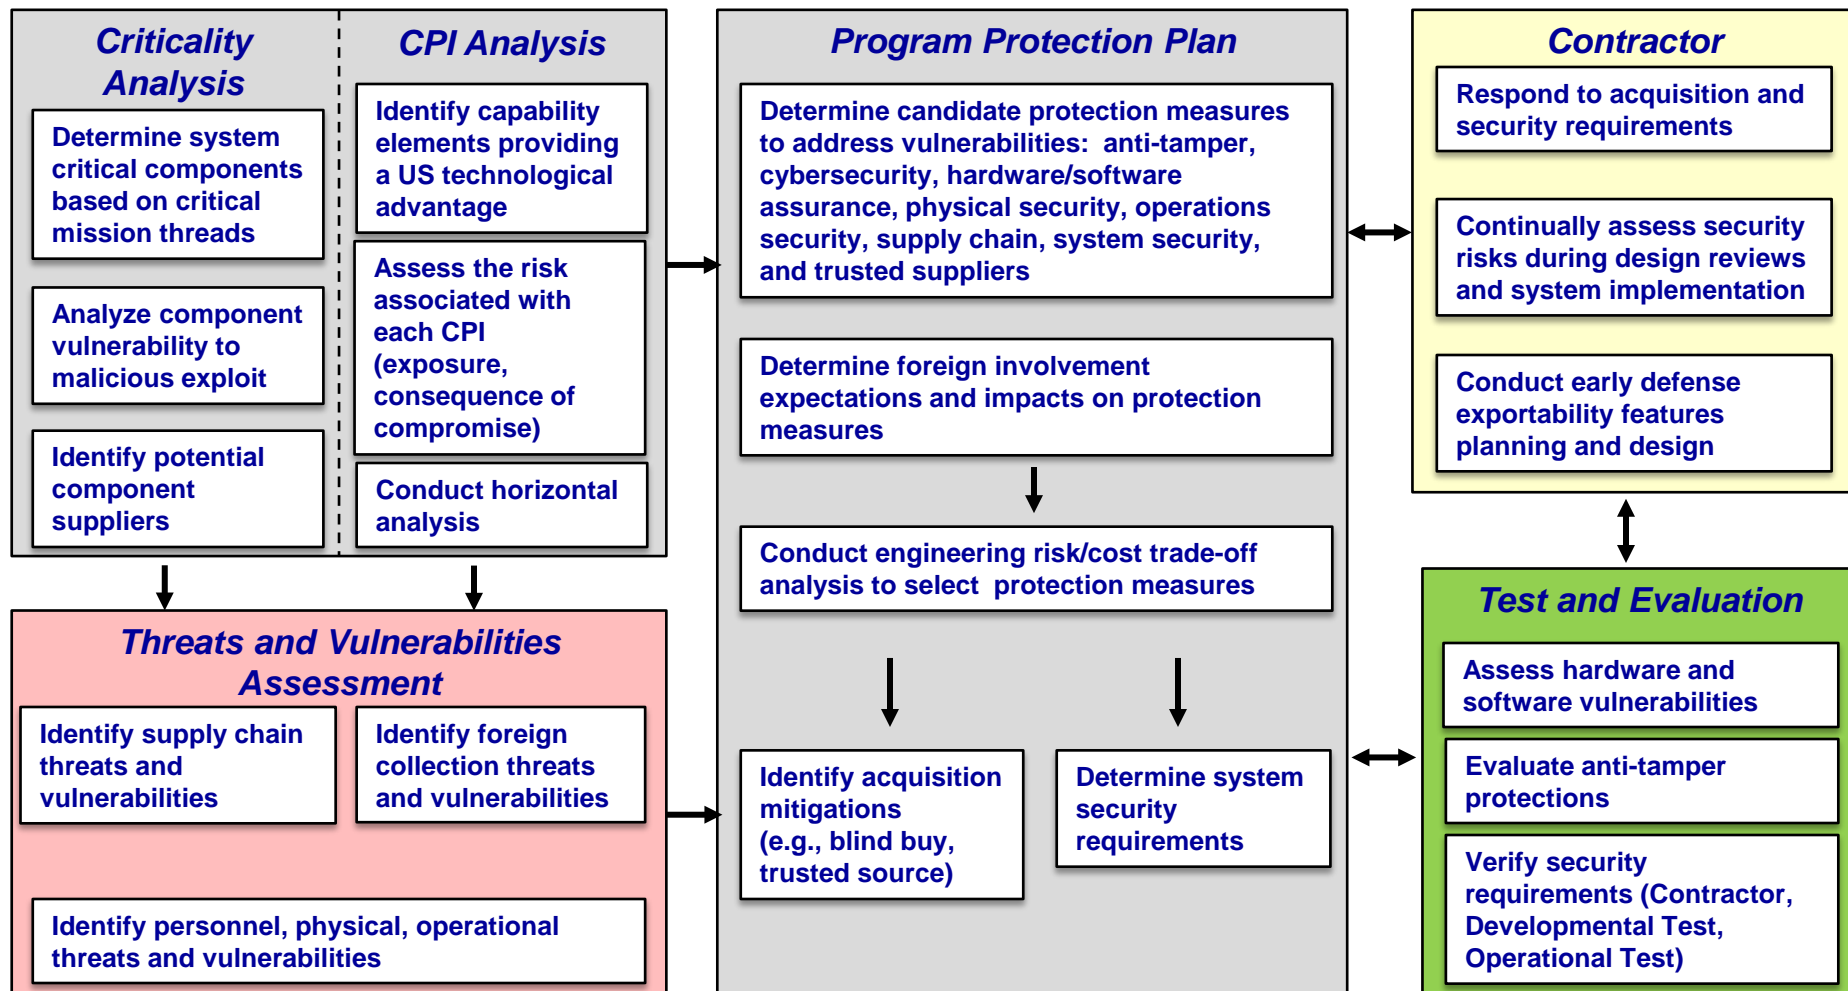 Criticality
Analysis
Determine system
critical components
based on critical
mission threads
Analyze component
vulnerability to
malicious exploit
Identify potential
component
suppliers
CPI Analysis
Identify capability
elements providing
a US technological
advantage
Assess the risk
associated with
each CPI
(exposure,
consequence of
compromise)
Conduct horizontal
analysis
Threats and Vulnerabilities
Assessment
Identify supply chain
threats and
vulnerabilities
Identify foreign
collection threats
and vulnerabilities
Identify personnel, physical, operational
threats and vulnerabilities
Program Protection Plan
Determine candidate protection measures
to address vulnerabilities:  anti-tamper,
cybersecurity, hardware/software
assurance, physical security, operations
security, supply chain, system security,
and trusted suppliers
Determine foreign involvement
expectations and impacts on protection
measures
Conduct engineering risk/cost trade-off
analysis to select  protection measures
Identify acquisition
mitigations
(e.g., blind buy,
trusted source)
Determine system
security
requirements
Contractor
Respond to acquisition and
security requirements
Continually assess security
risks during design reviews
and system implementation
Conduct early defense
exportability features
planning and design
Test and Evaluation
Assess hardware and
software vulnerabilities
Evaluate anti-tamper
protections
Verify security
requirements (Contractor,
Developmental Test,
Operational Test)